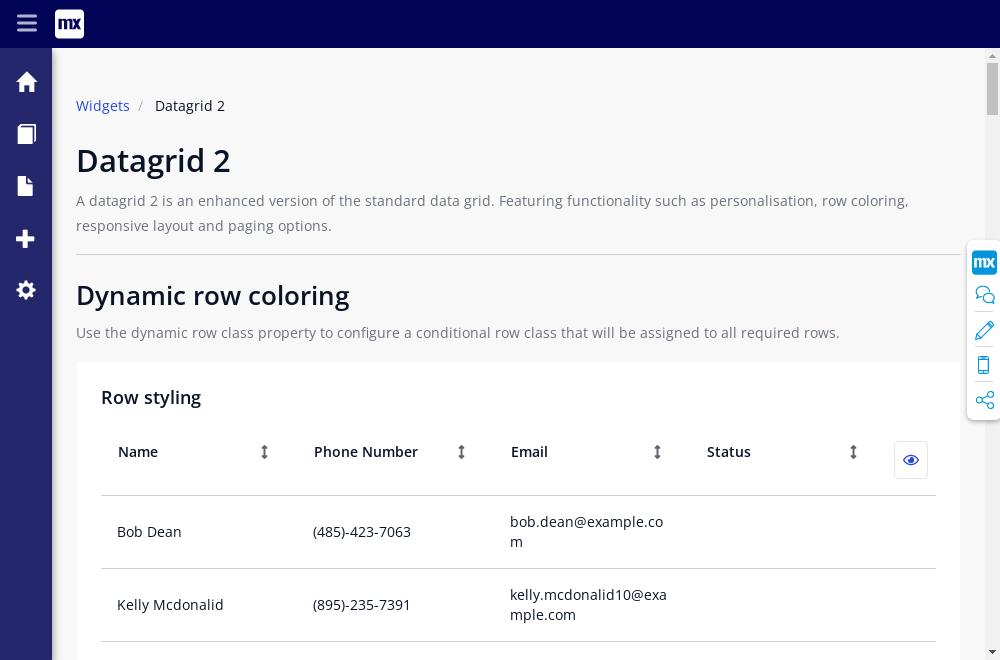 mx
Widgets / Datagrid 2
Datagrid 2
A datagrid 2 is an enhanced version of the standard data grid. Featuring functionality such as personalisation, row coloring,
responsive layout and paging options.
mx
Dynamic row coloring
Use the dynamic row class property to configure a conditional row class that will be assigned to all required rows.
Row styling
Name Phone Number Email Status
Bob Dean (485)-423-7063 bob.dean@example.co
m
Kelly Mcdonalid (895)-235-7391 kelly.mcdonalid10@exa
mple.com